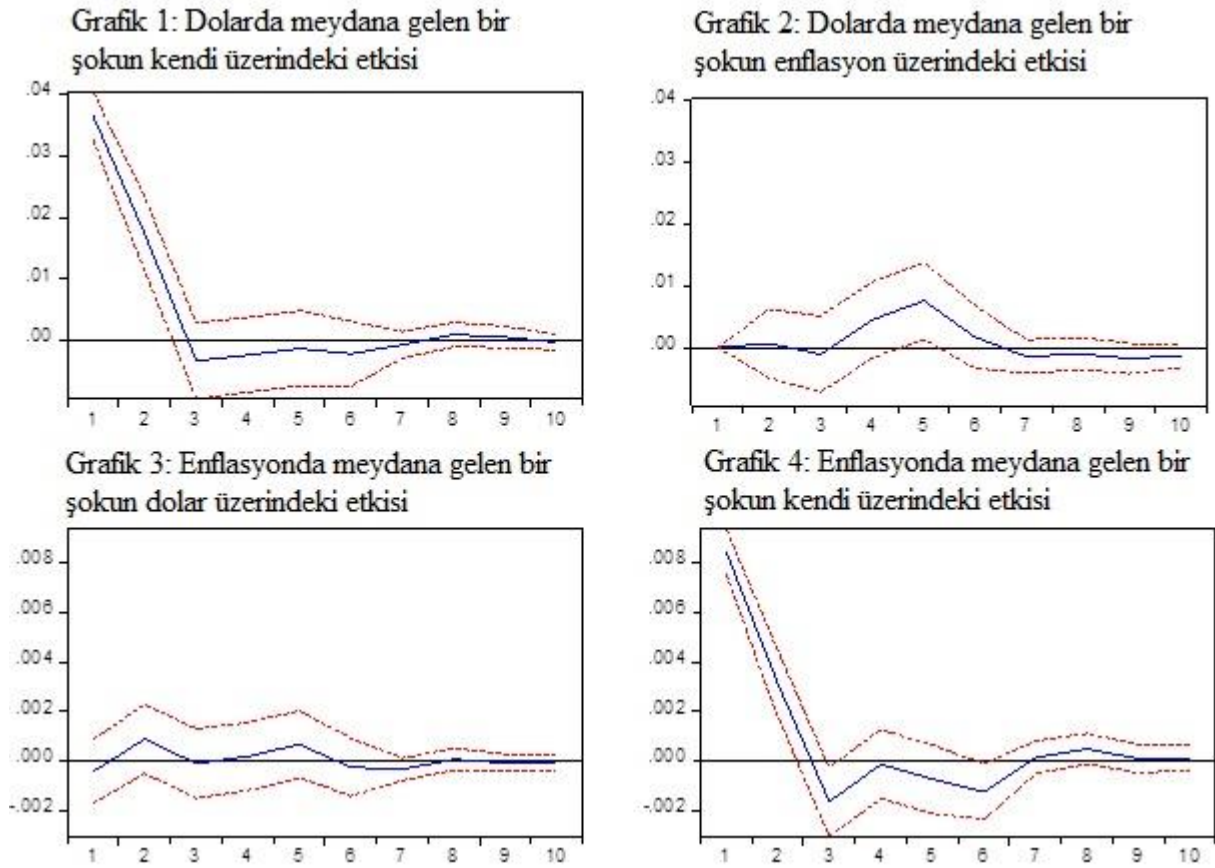 Grafik 1: Dolarda meydana gelen bir
şokun kendi üzerindeki etkisi
.04
.03
.02
.01
.00
1 2 3 4 5 6 7 8 9 10
Grafik 2: Dolarda meydana gelen bir
şokun enflasyon üzerindeki etkisi
.04
.03
.02
.01
.00
1 2 3 4 5 6 7 8 9 10
Grafik 3: Enflasyonda meydana gelen bir
şokun dolar üzerindeki etkisi
.008
.006
.004
.002
.000
-.002
1 2 3 4 5 6 7 8 9 10
Grafik 4: Enflasyonda meydana gelen bir
şokun kendi üzerindeki etkisi
.008
.006
.004
.002
.000
-.002
1 2 3 4 5 6 7 8 9 10